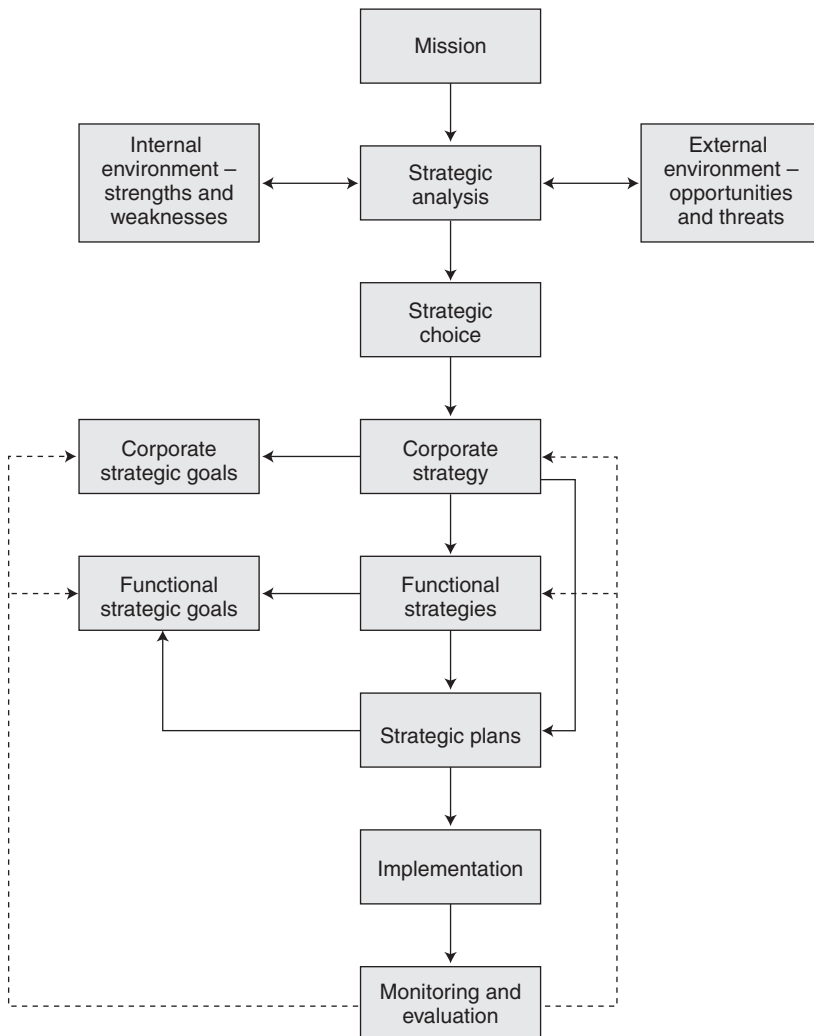 Mission
Internal
environment –
strengths and
weaknesses
Strategic
analysis
External
environment –
opportunities
and threats
Strategic
choice
Corporate
strategic goals
Corporate
strategy
Functional
strategic goals
Functional
strategies
Strategic plans
Implementation
Monitoring and
evaluation